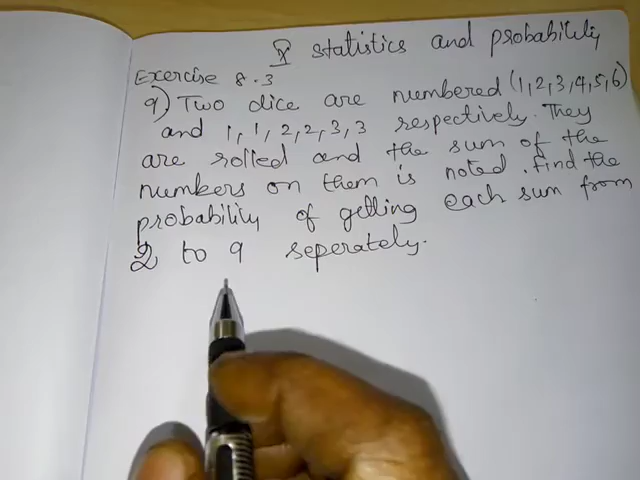 X statistics and probability
Exercise 8.3
9) Two dice are numbered (1,2,3,4,5,6)
and 1,1,2,2,3,3 respectively. They
are rolled and the sum of the
numbers on them is noted. Find the
probability of getting each sum from
2 to 9 seperately.